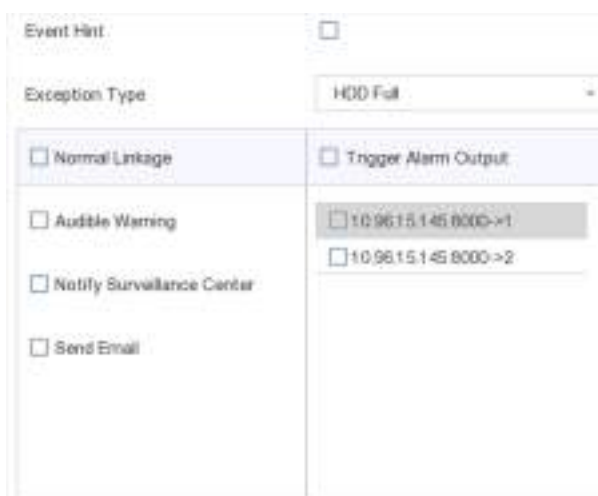 Event Hint
Exception Type
HDD Full
Normal Linkage
Trigger Alarm Output
Audible Warning
10.96.15.145:8000->1
10.96.15.145:8000->2
Notify Surveillance Center
Send Email